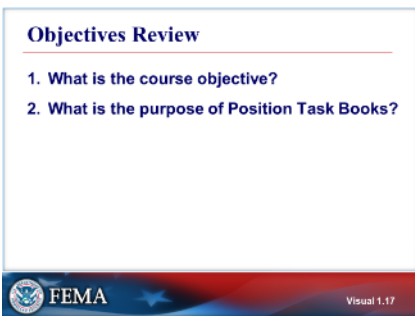 Objectives Review
1. What is the course objective?
2. What is the purpose of Position Task Books?
FEMA
Visual 1.17